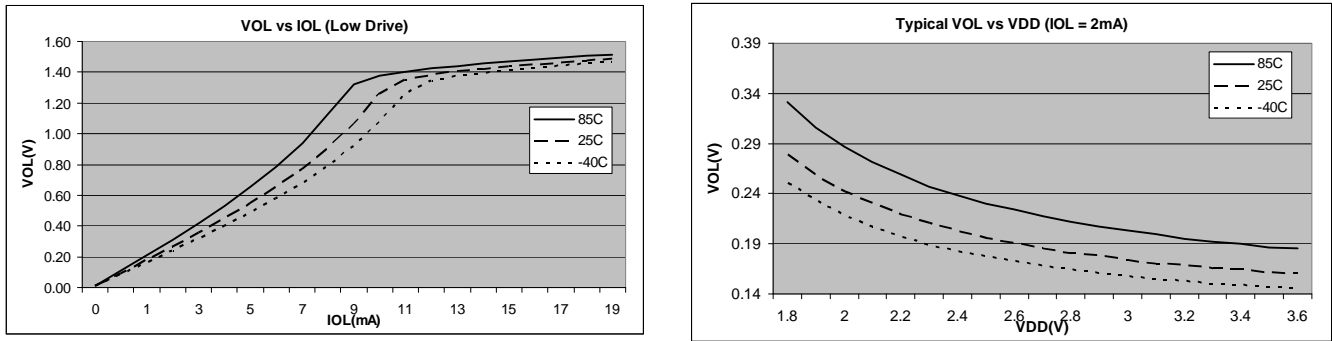 VOL vs IOL (Low Drive)
1.60
1.40
1.20
1.00
0.80
0.60
0.40
0.20
0.00
VOL(V)
85C
25C
-40C
0 1 3 5 7 9 11 13 15 17 19
IOL(mA)
Typical VOL vs VDD (IOL = 2mA)
0.39
0.34
0.29
0.24
0.19
0.14
VOL(V)
85C
25C
-40C
1.8 2 2.2 2.4 2.6 2.8 3 3.2 3.4 3.6
VDD(V)